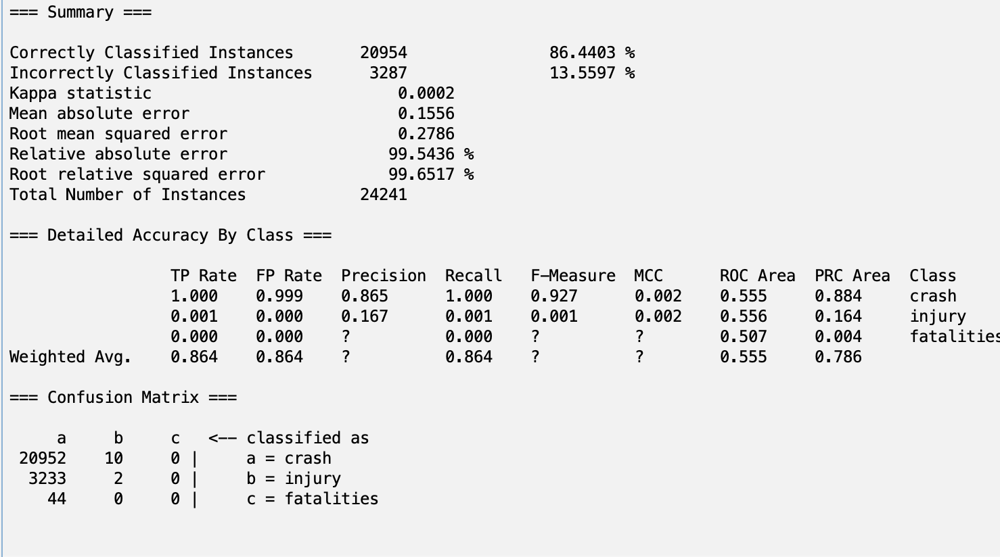 === Summary ===
Correctly Classified Instances 20954 86.4403 %
Incorrectly Classified Instances 3287 13.5597 %
Kappa statistic 0.0002
Mean absolute error 0.1556
Root mean squared error 0.2786
Relative absolute error 99.5436 %
Root relative squared error 99.6517 %
Total Number of Instances 24241
=== Detailed Accuracy By Class ===
TP Rate FP Rate Precision Recall F-Measure MCC ROC Area PRC Area Class
1.000 0.999 0.865 1.000 0.927 0.002 0.555 0.884 crash
0.001 0.000 0.167 0.001 0.001 0.002 0.556 0.164 injury
0.000 0.000 ? 0.000 ? ? 0.507 0.004 fatalities
Weighted Avg. 0.864 0.864 ? 0.864 ? ? 0.555 0.786
=== Confusion Matrix ===
a b c <-- classified as
20952 10 0 | a = crash
3233 2 0 | b = injury
44 0 0 | c = fatalities